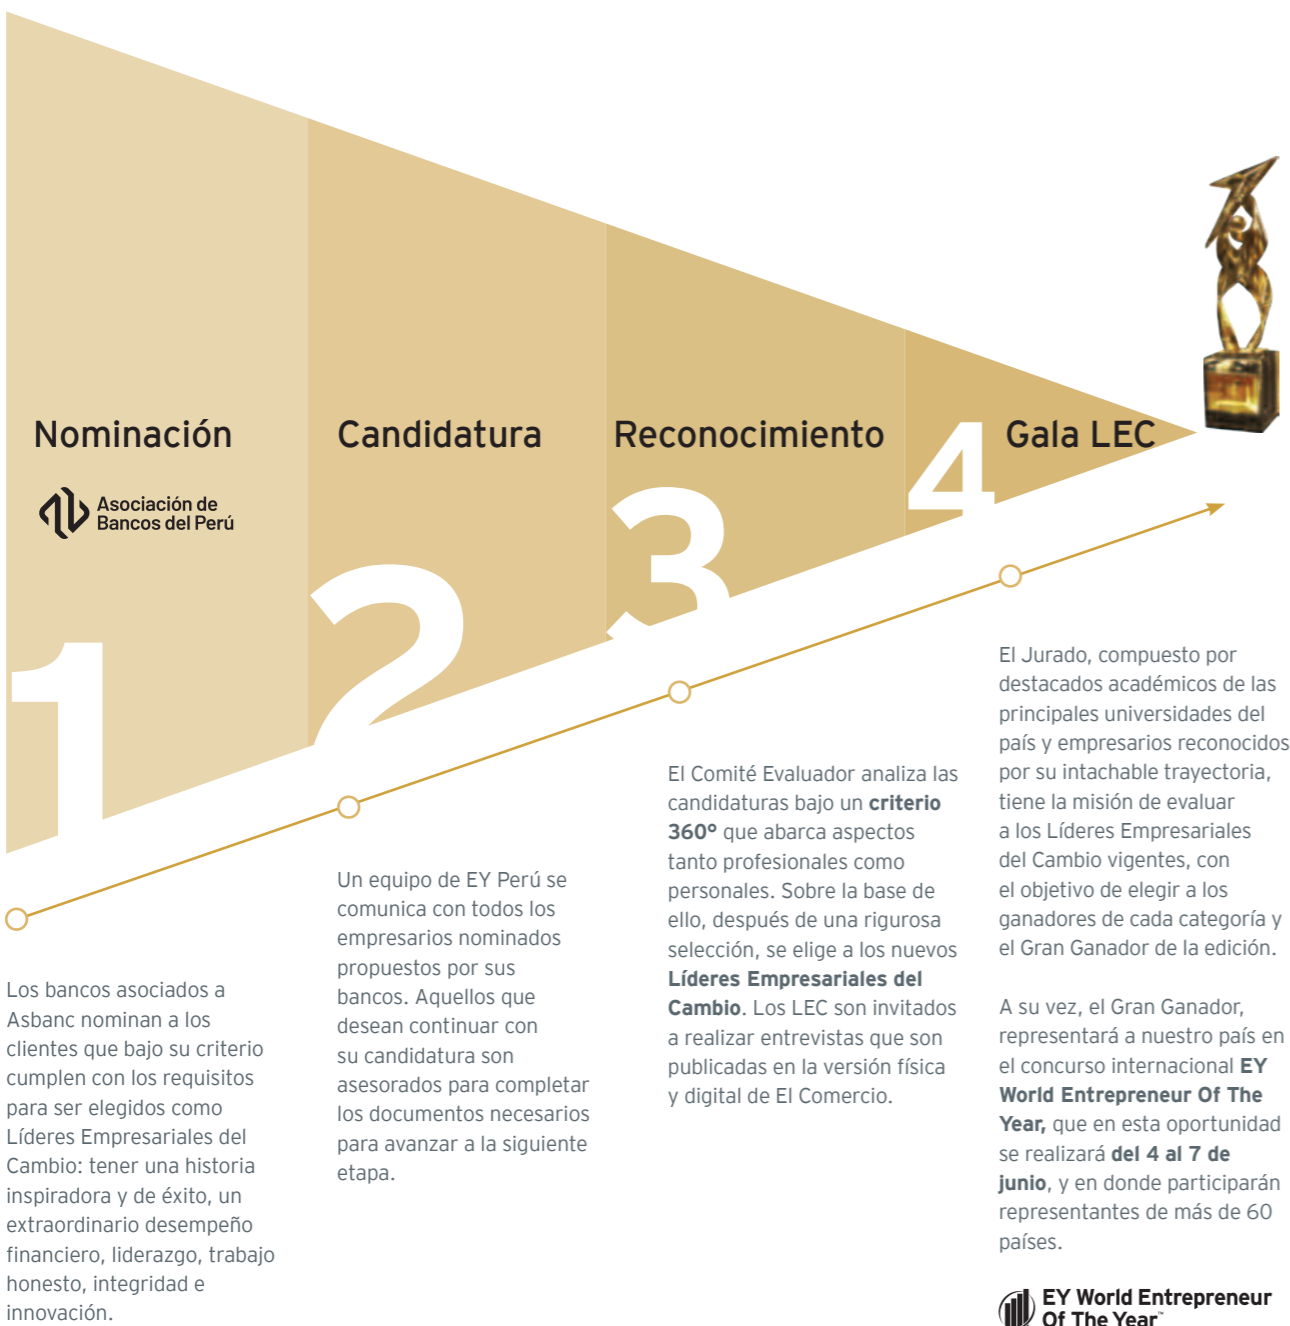 Nominación
Asociación de
Bancos del Perú
1
Los bancos asociados a
Asbanc nominan a los
clientes que bajo su criterio
cumplen con los requisitos
para ser elegidos como
Líderes Empresariales del
Cambio: tener una historia
inspiradora y de éxito, un
extraordinario desempeño
financiero, liderazgo, trabajo
honesto, integridad e
innovación.
Candidatura
2
Un equipo de EY Perú se
comunica con todos los
empresarios nominados
propuestos por sus
bancos. Aquellos que
desean continuar con
su candidatura son
asesorados para completar
los documentos necesarios
para avanzar a la siguiente
etapa.
Reconocimiento
3
El Comité Evaluador analiza las
candidaturas bajo un criterio
360° que abarca aspectos
tanto profesionales como
personales. Sobre la base de
ello, después de una rigurosa
selección, se elige a los nuevos
Líderes Empresariales del
Cambio. Los LEC son invitados
a realizar entrevistas que son
publicadas en la versión física
y digital de El Comercio.
4
Gala LEC
El Jurado, compuesto por
destacados académicos de las
principales universidades del
país y empresarios reconocidos
por su intachable trayectoria,
tiene la misión de evaluar
a los Líderes Empresariales
del Cambio vigentes, con
el objetivo de elegir a los
ganadores de cada categoría y
el Gran Ganador de la edición.
A su vez, el Gran Ganador,
representará a nuestro país en
el concurso internacional EY
World Entrepreneur Of The
Year, que en esta oportunidad
se realizará del 4 al 7 de
junio, y en donde participarán
representantes de más de 60
países.
EY World Entrepreneur
Of The Year™